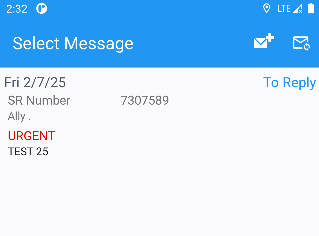 2:32 LTE
Select Message
Fri 2/7/25 To Reply
SR Number 7307589
Ally .
URGENT
TEST 25